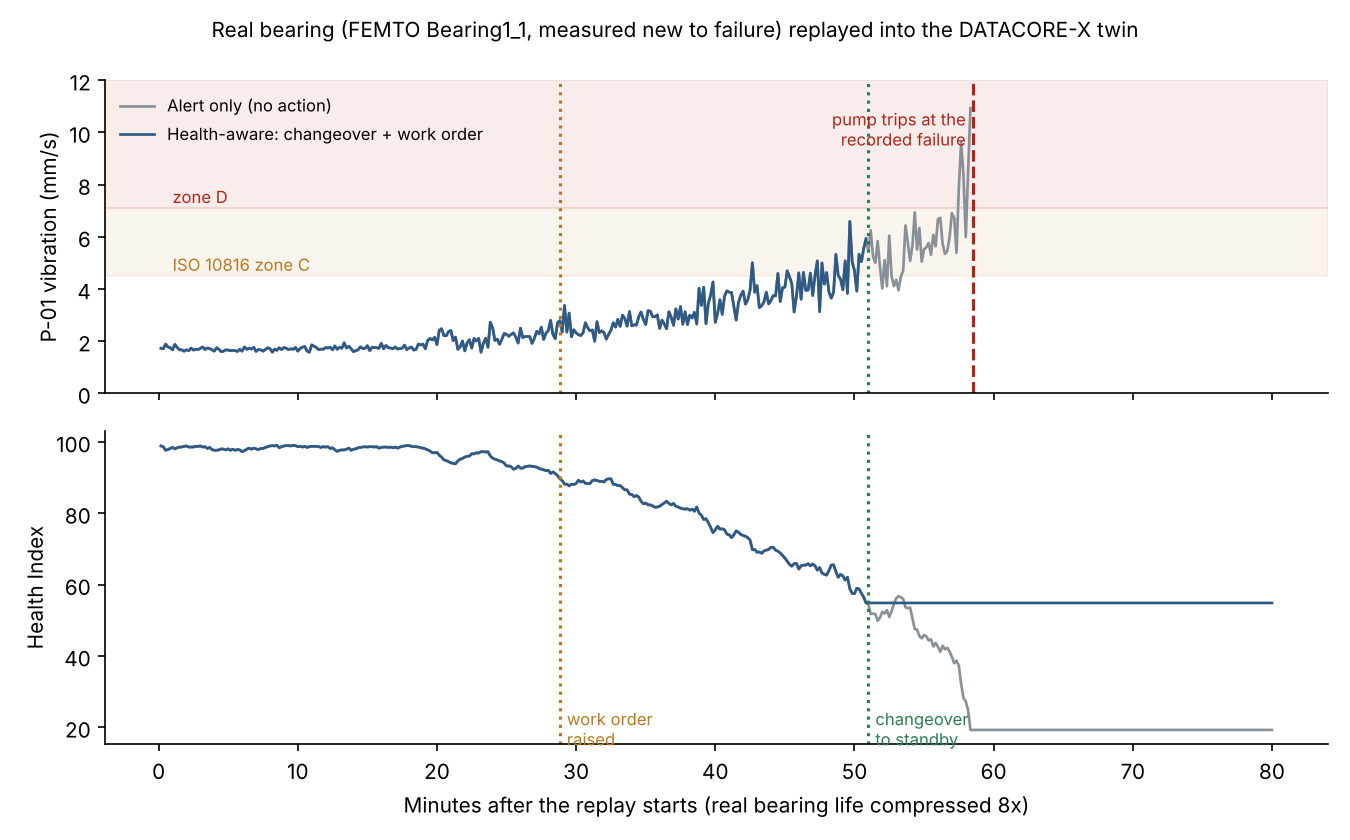 Real bearing (FEMTO Bearing1_1, measured new to failure) replayed into the DATACORE-X twin
P-01 vibration (mm/s)
12
10
8
6
4
2
0
Alert only (no action)
Health-aware: changeover + work order
pump trips at the
recorded failure
zone D
ISO 10816 zone C
Health Index
100
80
60
40
20
work order
raised
changeover
to standby
0 10 20 30 40 50 60 70 80
Minutes after the replay starts (real bearing life compressed 8x)